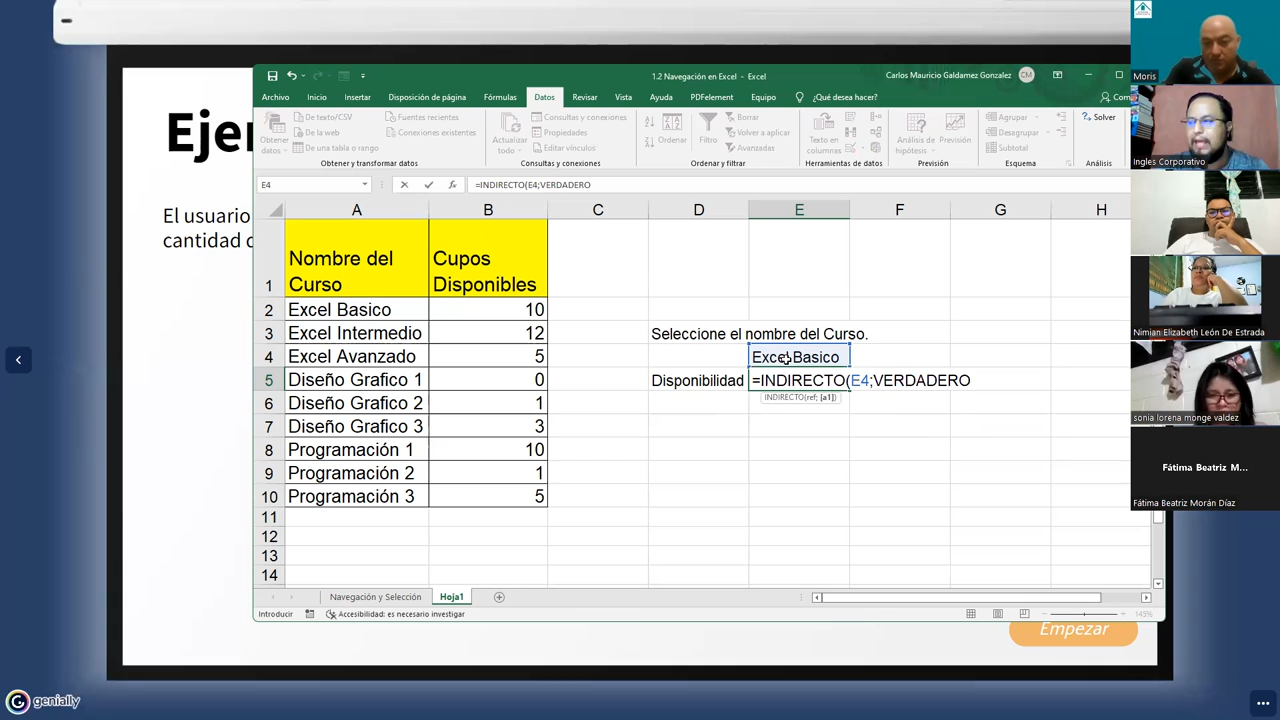 Ejer
El usuario
cantidad d
1.2 Navegación en Excel - Excel
Carlos Mauricio Galdamez Gonzalez
CM
Archivo
Inicio
Insertar
Disposición de página
Fórmulas
Datos
Revisar
Vista
Ayuda
PDFelement
Equipo
¿Qué desea hacer?
Com
Obtener datos
De texto/CSV
De la web
De una tabla o rango
Fuentes recientes
Conexiones existentes
Obtener y transformar datos
Actualizar todo
Consultas y conexiones
Propiedades
Editar vínculos
Consultas y conexiones
Ordenar
Filtro
Borrar
Volver a aplicar
Avanzadas
Ordenar y filtrar
Texto en columnas
Herramientas de datos
Análisis de hipótesis
Previsión
Previsión
Agrupar
Desagrupar
Subtotal
Esquema
Solver
Análisis
E4
=INDIRECTO(E4;VERDADERO
A B C D E F G H
1 Nombre del Curso Cupos Disponibles
2 Excel Basico 10
3 Excel Intermedio 12 Seleccione el nombre del Curso.
4 Excel Avanzado 5 Excel Basico
5 Diseño Grafico 1 0 Disponibilidad =INDIRECTO(E4;VERDADERO
INDIRECTO(ref; [a1])
6 Diseño Grafico 2 1
7 Diseño Grafico 3 3
8 Programación 1 10
9 Programación 2 1
10 Programación 3 5
11
12
13
14
Navegación y Selección
Hoja1
Introducir
Accesibilidad: es necesario investigar
145%
Empezar
genially
Moris
Ingles Corporativo
Nimian Elizabeth León De Estrada
sonia lorena monge valdez
Fátima Beatriz M...
Fátima Beatriz Morán Díaz